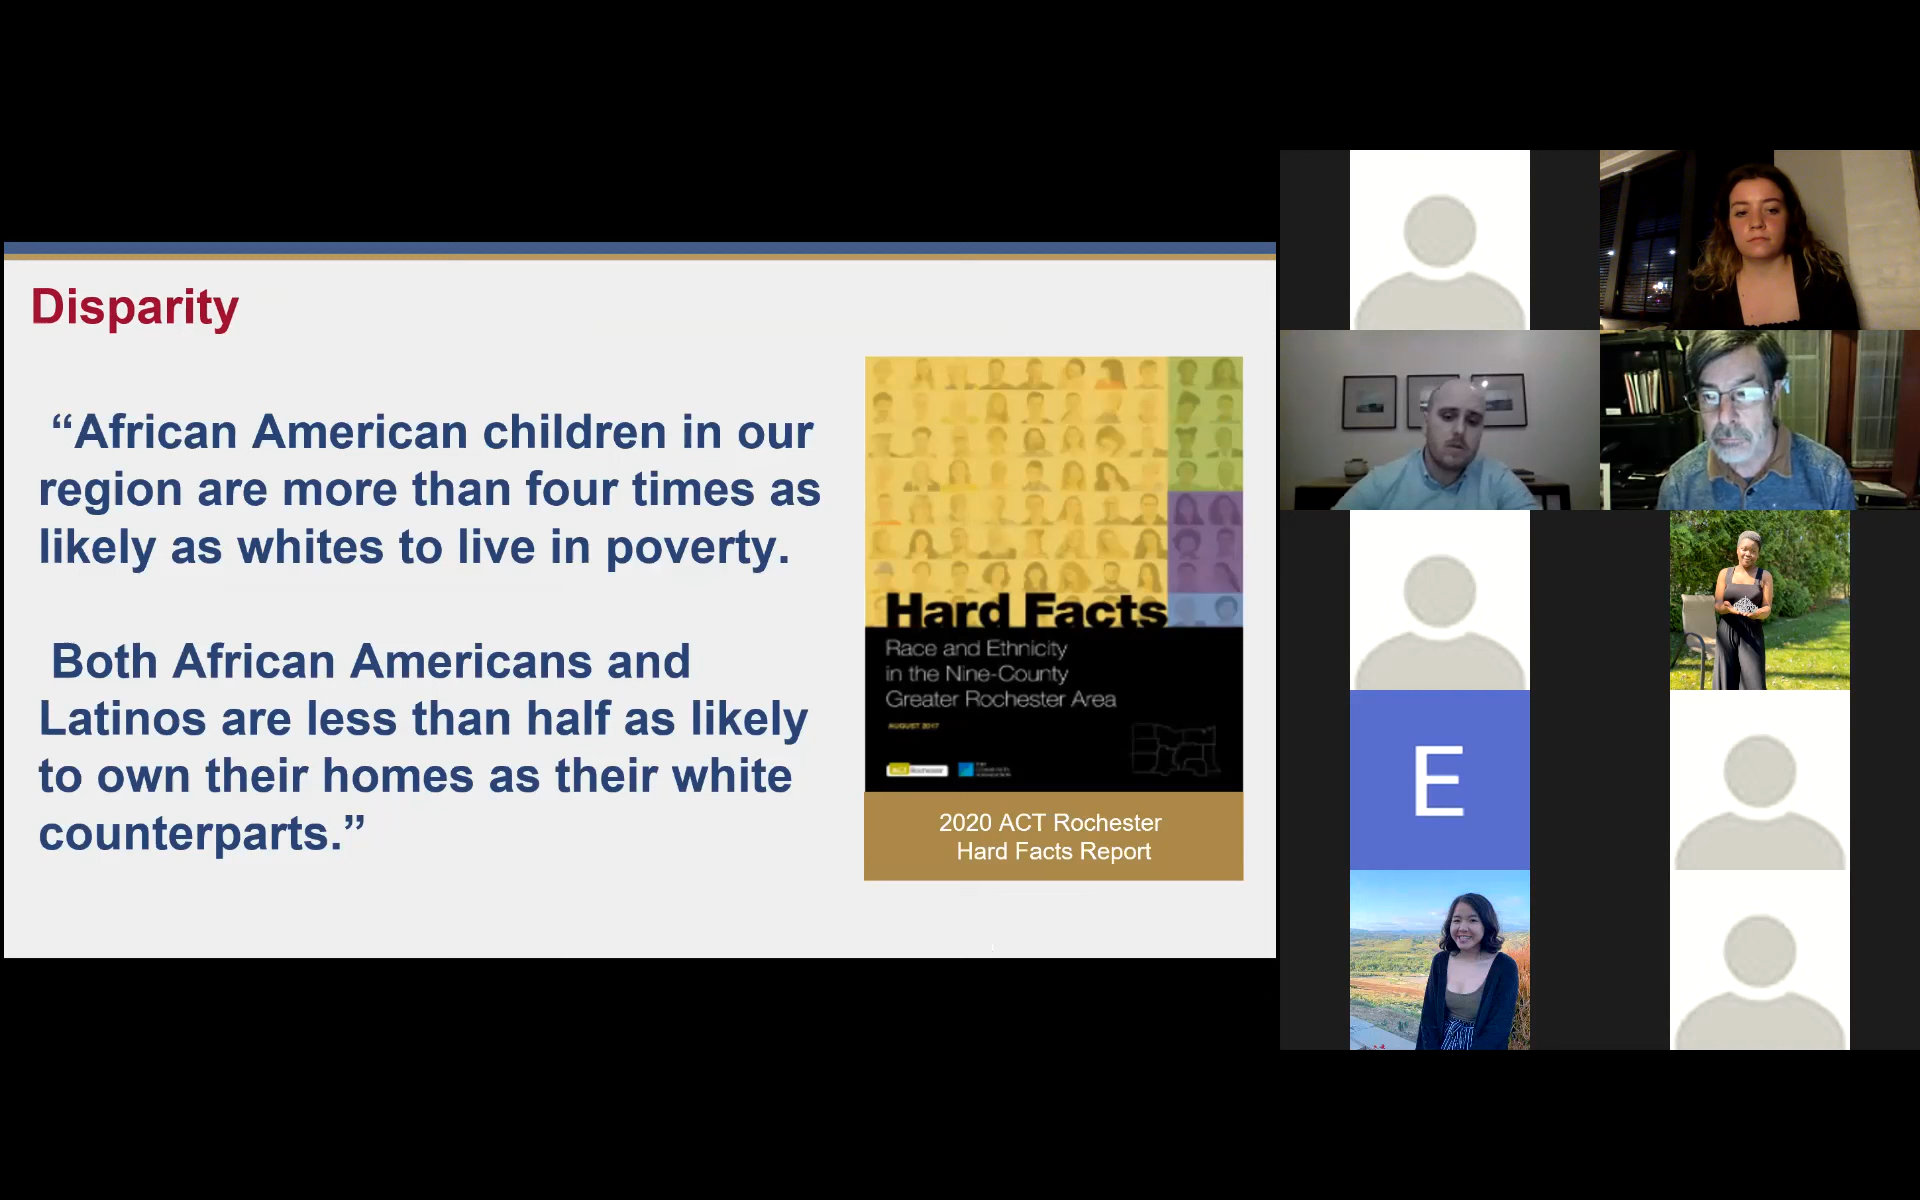 Disparity
“African American children in our
region are more than four times as
likely as whites to live in poverty.
Both African Americans and
Latinos are less than half as likely
to own their homes as their white
counterparts.”
Hard Facts
Race and Ethnicity
in the Nine-County
Greater Rochester Area
AUGUST 2017
ACT Rochester
2020 ACT Rochester
Hard Facts Report
E